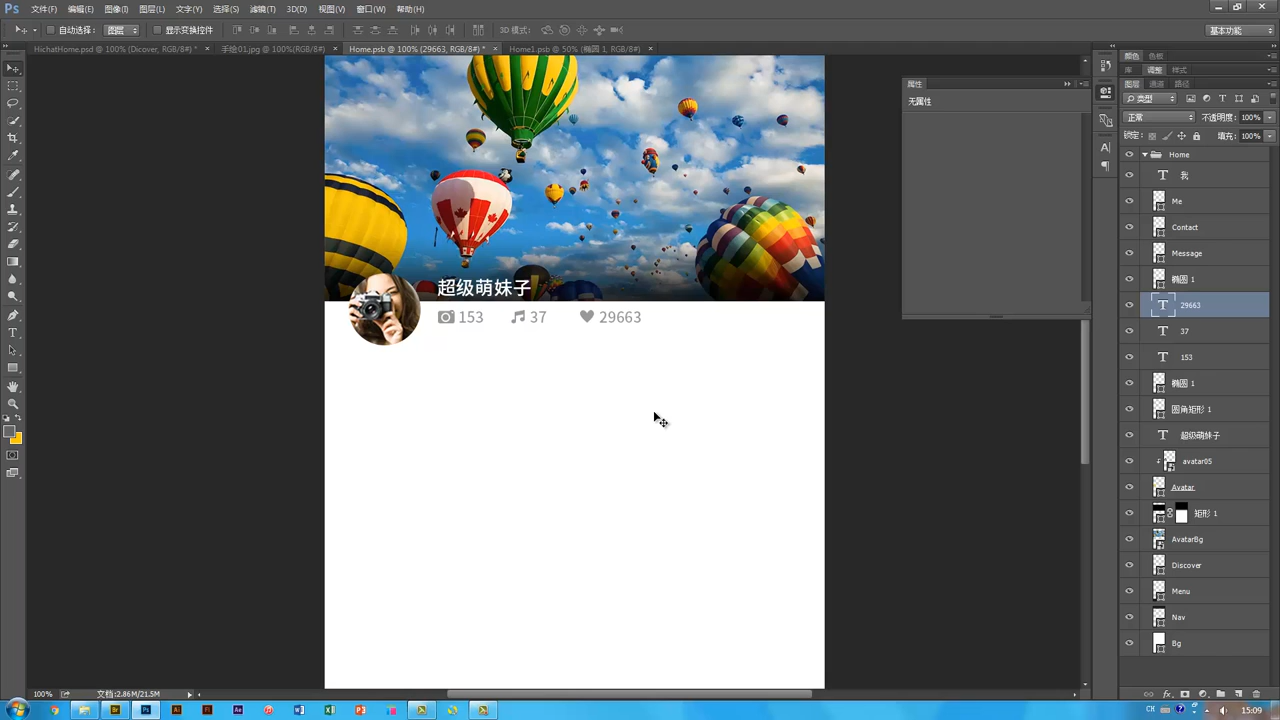 Ps 文件(F) 编辑(E) 图像(I) 图层(L) 文字(Y) 选择(S) 滤镜(T) 3D(D) 视图(V) 窗口(W) 帮助(H)
自动选择: 图层 显示变换控件 3D 模式: 基本功能
HichatHome.psd @ 100% (Dicover, RGB/8#) * × 手绘01.jpg @ 100%(RGB/8#) × Home.psb @ 100% (29663, RGB/8#) * × Home1.psb @ 50% (椭圆 1, RGB/8#) ×
颜色 色板
库 调整 样式
属性
无属性
图层 通道 路径
类型
正常 不透明度: 100%
锁定: 填充: 100%
Home
T 我
Me
Contact
Message
椭圆 1
T 29663
T 37
T 153
椭圆 1
圆角矩形 1
T 超级萌妹子
avatar05
Avatar
矩形 1
AvatarBg
Discover
Menu
Nav
Bg
超级萌妹子
153 37 29663
100% 文档:2.86M/21.5M
CH 15:09